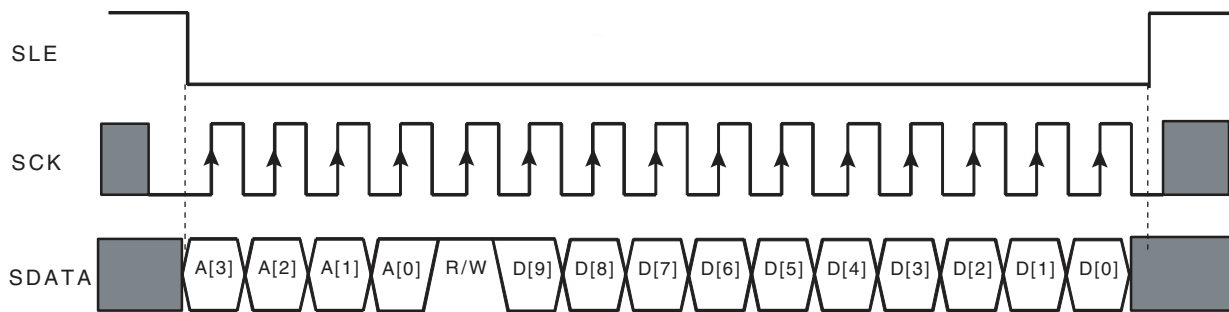 SLE
SCK
SDATA A[3] A[2] A[1] A[0] R/W D[9] D[8] D[7] D[6] D[5] D[4] D[3] D[2] D[1] D[0]